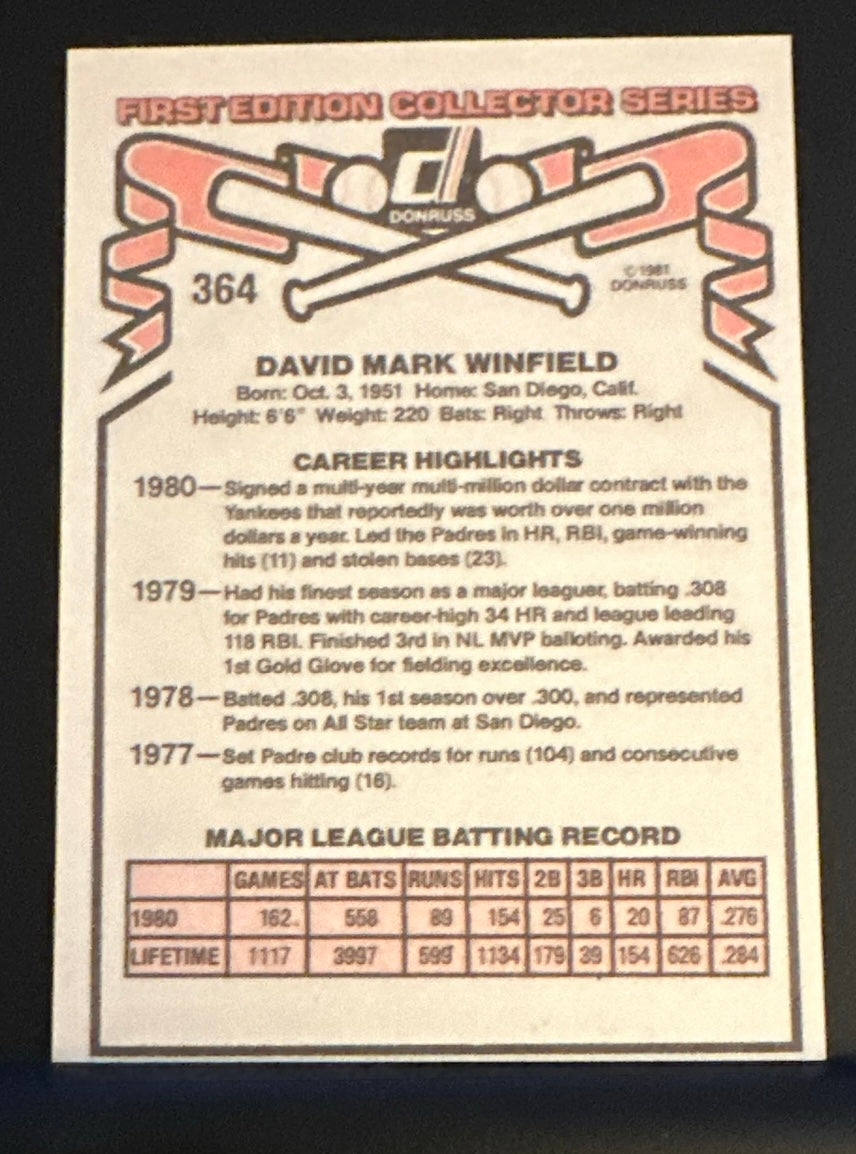 FIRST EDITION COLLECTOR SERIES
d
DONRUSS
364
©1981
DONRUSS
DAVID MARK WINFIELD
Born: Oct. 3, 1951 Home: San Diego, Calif.
Height: 6'6" Weight: 220 Bats: Right Throws: Right
CAREER HIGHLIGHTS
1980—Signed a multi-year multi-million dollar contract with the
Yankees that reportedly was worth over one million
dollars a year. Led the Padres in HR, RBI, game-winning
hits (11) and stolen bases (23).
1979—Had his finest season as a major leaguer, batting .308
for Padres with career-high 34 HR and league leading
118 RBI. Finished 3rd in NL MVP balloting. Awarded his
1st Gold Glove for fielding excellence.
1978—Batted .308, his 1st season over .300, and represented
Padres on All Star team at San Diego.
1977—Set Padre club records for runs (104) and consecutive
games hitting (16).
MAJOR LEAGUE BATTING RECORD
GAMES AT BATS RUNS HITS 2B 3B HR RBI AVG
1980 162. 558 89 154 25 6 20 87 .276
LIFETIME 1117 3997 599 1134 179 39 154 626 .284